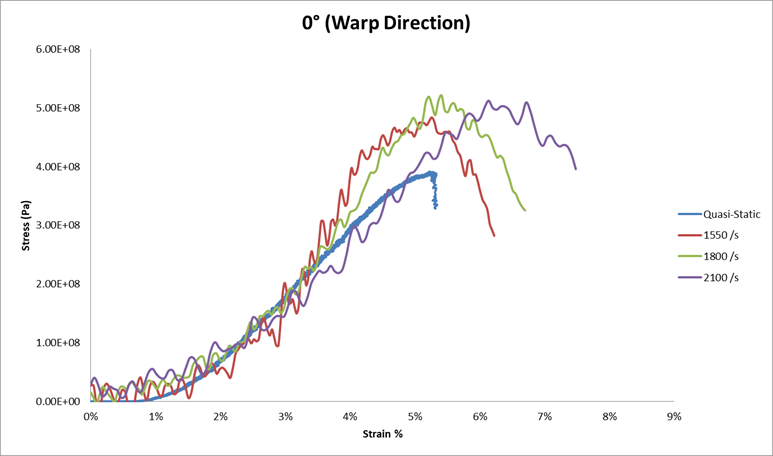 0° (Warp Direction)
6.00E+08
5.00E+08
4.00E+08
3.00E+08
2.00E+08
1.00E+08
0.00E+00
Stress (Pa)
0% 1% 2% 3% 4% 5% 6% 7% 8% 9%
Strain %
Quasi-Static
1550 /s
1800 /s
2100 /s